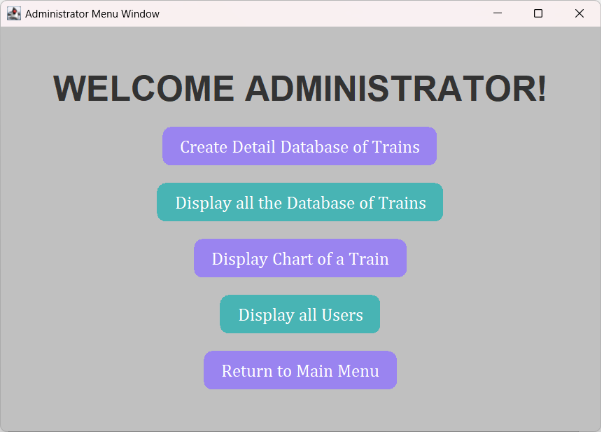 Administrator Menu Window
WELCOME ADMINISTRATOR!
Create Detail Database of Trains
Display all the Database of Trains
Display Chart of a Train
Display all Users
Return to Main Menu